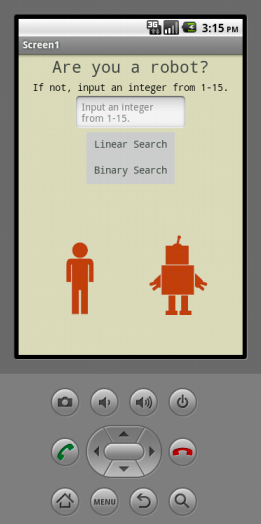 3G 3:15 PM
Screen1
Are you a robot?
If not, input an integer from 1-15.
Input an integer
from 1-15.
Linear Search
Binary Search
MENU